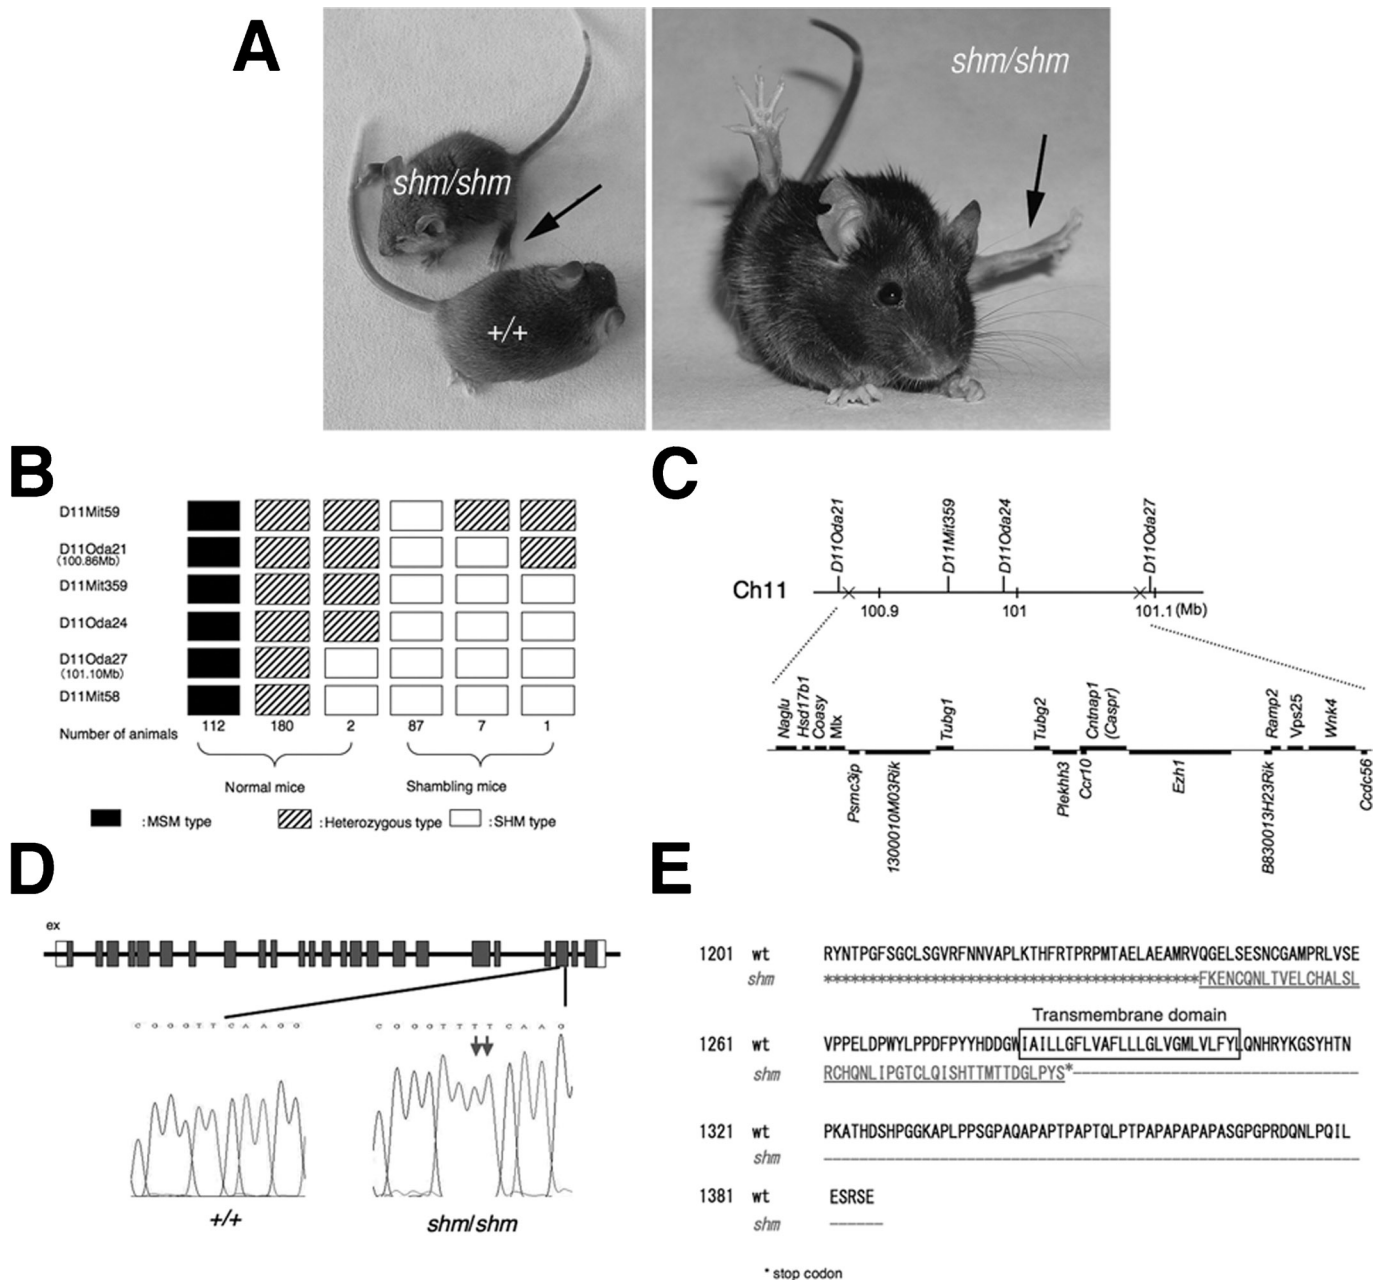 A
shm/shm
+/+
shm/shm
B
D11Mit59
D11Oda21
(100.86Mb)
D11Mit359
D11Oda24
D11Oda27
(101.10Mb)
D11Mit58
Number of animals
112 180 2 87 7 1
Normal mice
Shambling mice
:MSM type
:Heterozygous type
:SHM type
C
D11Oda21
D11Mit359
D11Oda24
D11Oda27
Ch11
100.9
101
101.1 (Mb)
Naglu
Hsd17b1
Coasy
Mlx
Tubg1
Tubg2
Cntnap1
(Caspr)
Ramp2
Vps25
Wnk4
Psmc3ip
1300010M03Rik
Plekhh3
Ccr10
Ezh1
B830013H23Rik
Ccdc56
D
ex
C G G G T T C A A G G
C G G G T T T T C A A G
+/+
shm/shm
E
1201 wt RYNTPGFSGCLSGVRFNNVAPLKTHFRTPRPMTAELAEAMRVQGELSESNCGAMPRLVSE
shm ******************************************FKENCQNLTVELCHALSL
Transmembrane domain
1261 wt VPPELDPWYLPPDFPYYHDDGWIAILLGFLVAFLLLGLVGMLVLFYLQNHRYKGSYHTN
shm RCHQNLIPGTCLQISHTTMTTDGLPYS*--------------------------------
1321 wt PKATHDSHPGGKAPLPPSGPAQAPAPTPAPTQLPTPAPAPAPAPASGPGPRDQNLPQIL
shm ------------------------------------------------------------
1381 wt ESRSE
shm ------
* stop codon